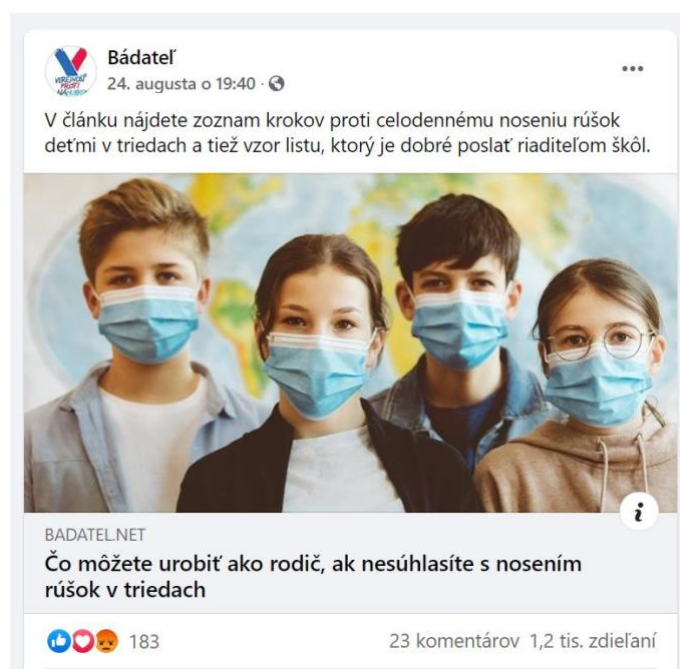 Bádateľ
24. augusta o 19:40 ·
V článku nájdete zoznam krokov proti celodennému noseniu rúšok
deťmi v triedach a tiež vzor listu, ktorý je dobré poslať riaditeľom škôl.
BADATEL.NET
Čo môžete urobiť ako rodič, ak nesúhlasíte s nosením
rúšok v triedach
183
23 komentárov 1,2 tis. zdieľaní